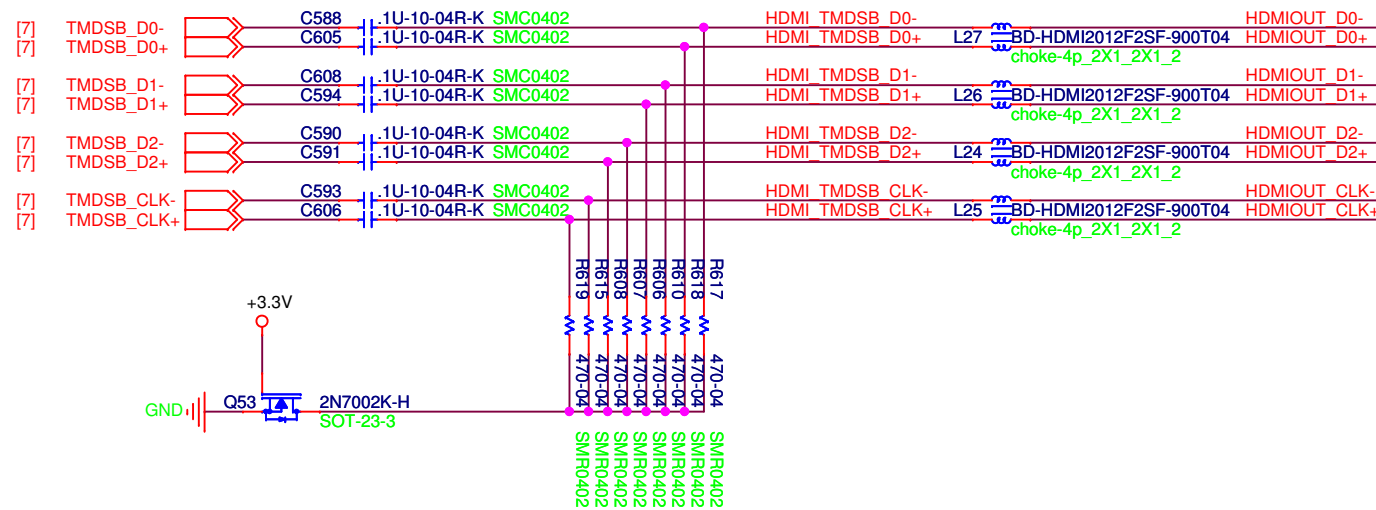 [7] TMDSB_D0- C588 .1U-10-04R-K SMC0402 HDMI_TMDSB_D0- HDMIOUT_D0-
[7] TMDSB_D0+ C605 .1U-10-04R-K SMC0402 HDMI_TMDSB_D0+ L27 BD-HDMI2012F2SF-900T04 HDMIOUT_D0+
choke-4p_2X1_2X1_2
[7] TMDSB_D1- C608 .1U-10-04R-K SMC0402 HDMI_TMDSB_D1- HDMIOUT_D1-
[7] TMDSB_D1+ C594 .1U-10-04R-K SMC0402 HDMI_TMDSB_D1+ L26 BD-HDMI2012F2SF-900T04 HDMIOUT_D1+
choke-4p_2X1_2X1_2
[7] TMDSB_D2- C590 .1U-10-04R-K SMC0402 HDMI_TMDSB_D2- HDMIOUT_D2-
[7] TMDSB_D2+ C591 .1U-10-04R-K SMC0402 HDMI_TMDSB_D2+ L24 BD-HDMI2012F2SF-900T04 HDMIOUT_D2+
choke-4p_2X1_2X1_2
[7] TMDSB_CLK- C593 .1U-10-04R-K SMC0402 HDMI_TMDSB_CLK- HDMIOUT_CLK-
[7] TMDSB_CLK+ C606 .1U-10-04R-K SMC0402 HDMI_TMDSB_CLK+ L25 BD-HDMI2012F2SF-900T04 HDMIOUT_CLK+
choke-4p_2X1_2X1_2
R619 R615 R608 R607 R606 R610 R618 R617
+3.3V
470-04 470-04 470-04 470-04 470-04 470-04 470-04 470-04
GND Q53 2N7002K-H
SOT-23-3
SMR0402 SMR0402 SMR0402 SMR0402 SMR0402 SMR0402 SMR0402 SMR0402